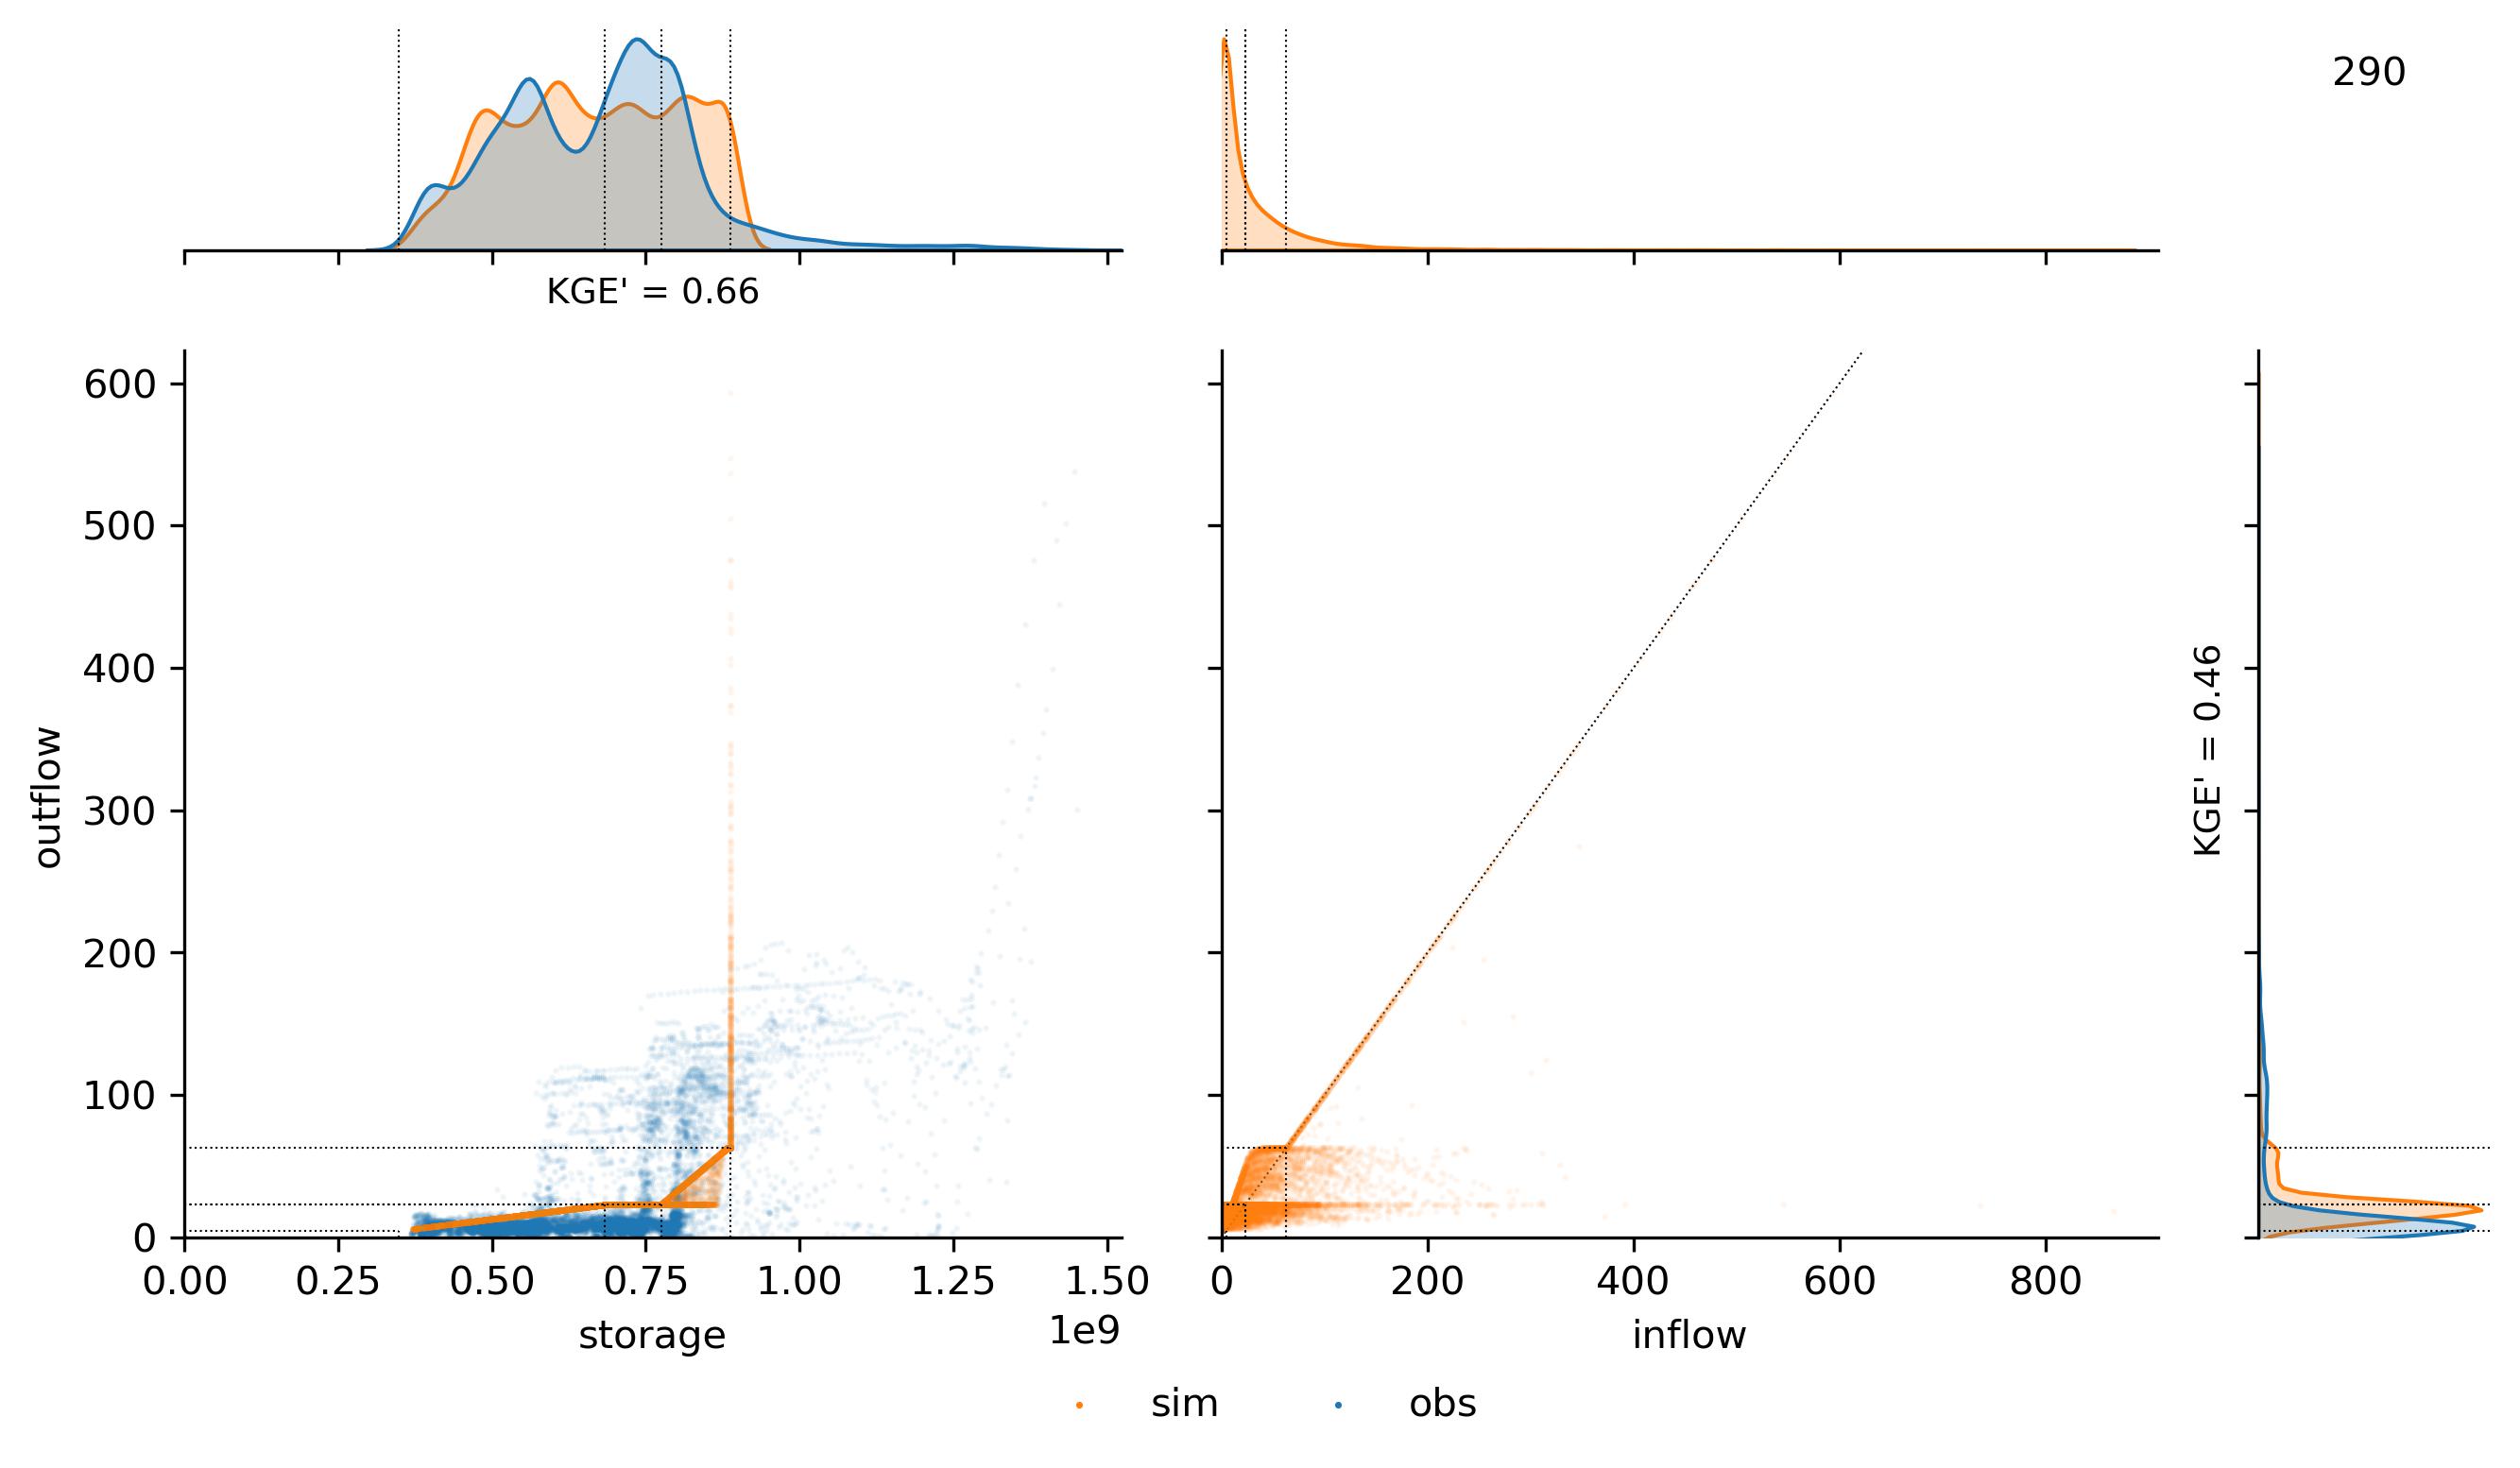 290
KGE' = 0.66
600
500
400
300
200
100
0
outflow
0.00 0.25 0.50 0.75 1.00 1.25 1.50
1e9
storage
0 200 400 600 800
inflow
KGE' = 0.46
sim obs